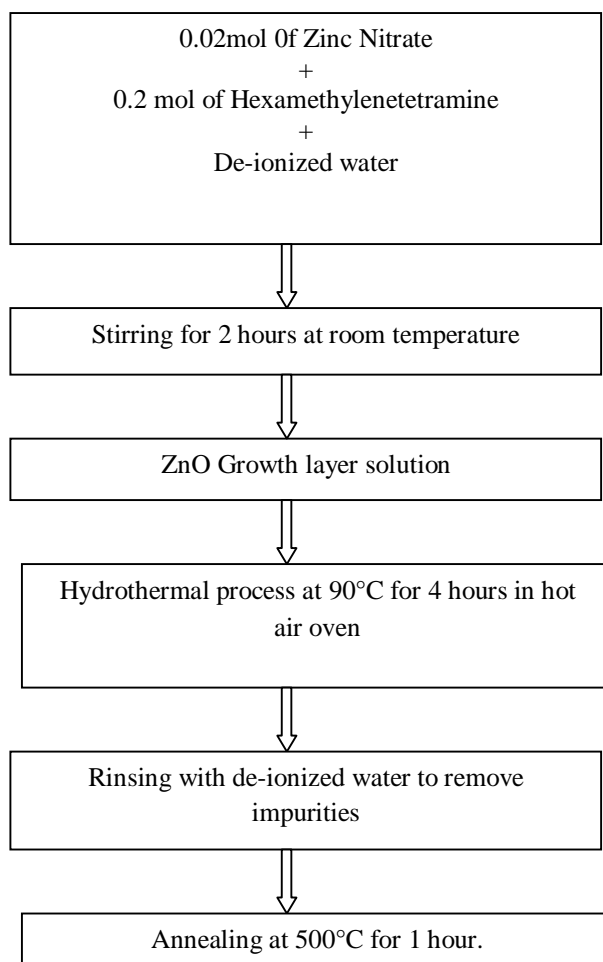 0.02mol 0f Zinc Nitrate
+
0.2 mol of Hexamethylenetetramine
+
De-ionized water
Stirring for 2 hours at room temperature
ZnO Growth layer solution
Hydrothermal process at 90°C for 4 hours in hot
air oven
Rinsing with de-ionized water to remove
impurities
Annealing at 500°C for 1 hour.